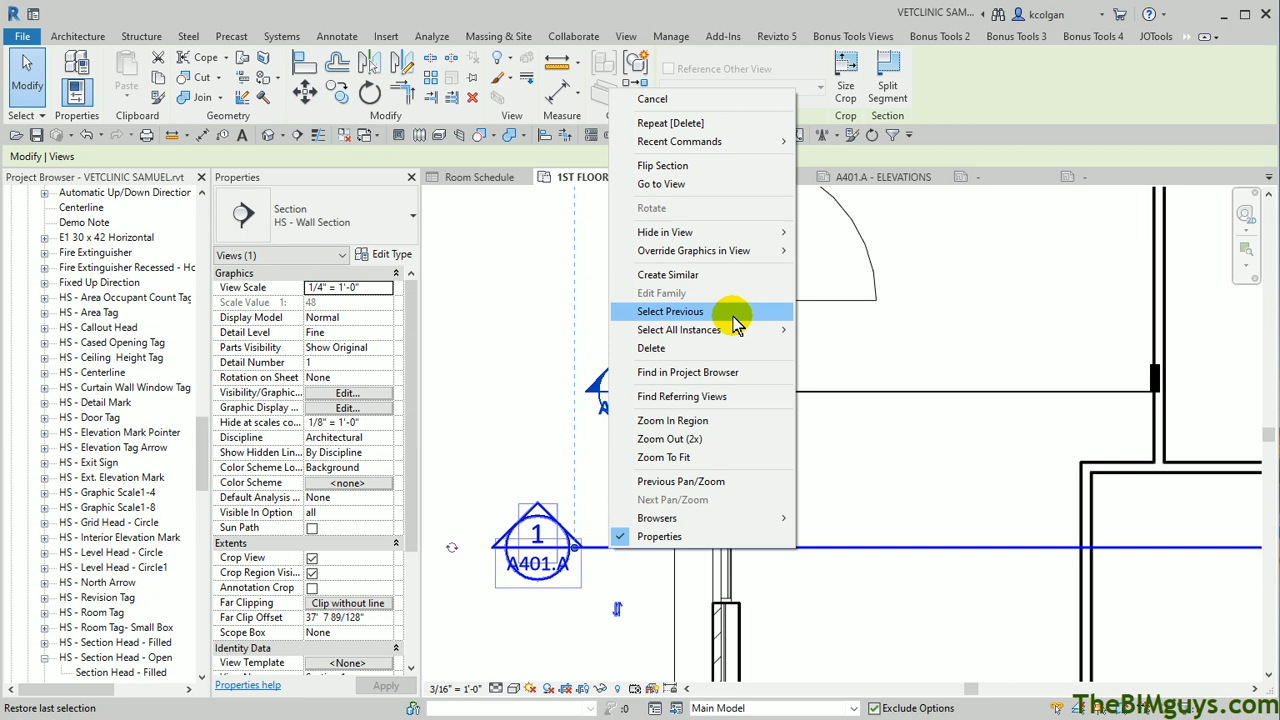 VETCLINIC SAM...
kcolgan
File
Architecture
Structure
Steel
Precast
Systems
Annotate
Insert
Analyze
Massing & Site
Collaborate
View
Manage
Add-Ins
Revizto 5
Bonus Tools Views
Bonus Tools 2
Bonus Tools 3
Bonus Tools 4
JOTools
Modify
Paste
Cope
Cut
Join
Reference Other View
Size Crop
Split Segment
Select
Properties
Clipboard
Geometry
Modify
View
Measure
Crop
Section
Modify | Views
Project Browser - VETCLINIC SAMUEL.rvt
Automatic Up/Down Direction
Centerline
Demo Note
E1 30 x 42 Horizontal
Fire Extinguisher
Fire Extinguisher Recessed - Ho
Fixed Up Direction
HS - Area Occupant Count Tag
HS - Area Tag
HS - Callout Head
HS - Cased Opening Tag
HS - Ceiling Height Tag
HS - Centerline
HS - Curtain Wall Window Tag
HS - Detail Mark
HS - Door Tag
HS - Elevation Mark Pointer
HS - Elevation Tag Arrow
HS - Exit Sign
HS - Ext. Elevation Mark
HS - Graphic Scale1-4
HS - Graphic Scale1-8
HS - Grid Head - Circle
HS - Interior Elevation Mark
HS - Level Head - Circle
HS - Level Head - Circle1
HS - North Arrow
HS - Revision Tag
HS - Room Tag
HS - Room Tag- Small Box
HS - Section Head - Filled
HS - Section Head - Open
Section Head - Filled
Properties
Section
HS - Wall Section
Views (1)
Edit Type
Graphics
View Scale 1/4" = 1'-0"
Scale Value 1: 48
Display Model Normal
Detail Level Fine
Parts Visibility Show Original
Detail Number 1
Rotation on Sheet None
Visibility/Graphic... Edit...
Graphic Display ... Edit...
Hide at scales co... 1/8" = 1'-0"
Discipline Architectural
Show Hidden Lin... By Discipline
Color Scheme Lo... Background
Color Scheme <none>
Default Analysis ... None
Visible In Option all
Sun Path
Extents
Crop View
Crop Region Visi...
Annotation Crop
Far Clipping Clip without line
Far Clip Offset 37' 7 89/128"
Scope Box None
Identity Data
View Template <None>
Properties help
Apply
Room Schedule
1ST FLOOR
A401.A - ELEVATIONS
-
-
Cancel
Repeat [Delete]
Recent Commands
Flip Section
Go to View
Rotate
Hide in View
Override Graphics in View
Create Similar
Edit Family
Select Previous
Select All Instances
Delete
Find in Project Browser
Find Referring Views
Zoom In Region
Zoom Out (2x)
Zoom To Fit
Previous Pan/Zoom
Next Pan/Zoom
Browsers
Properties
1
A401.A
3/16" = 1'-0"
Restore last selection
:0
Main Model
Exclude Options
TheBIMguys.com